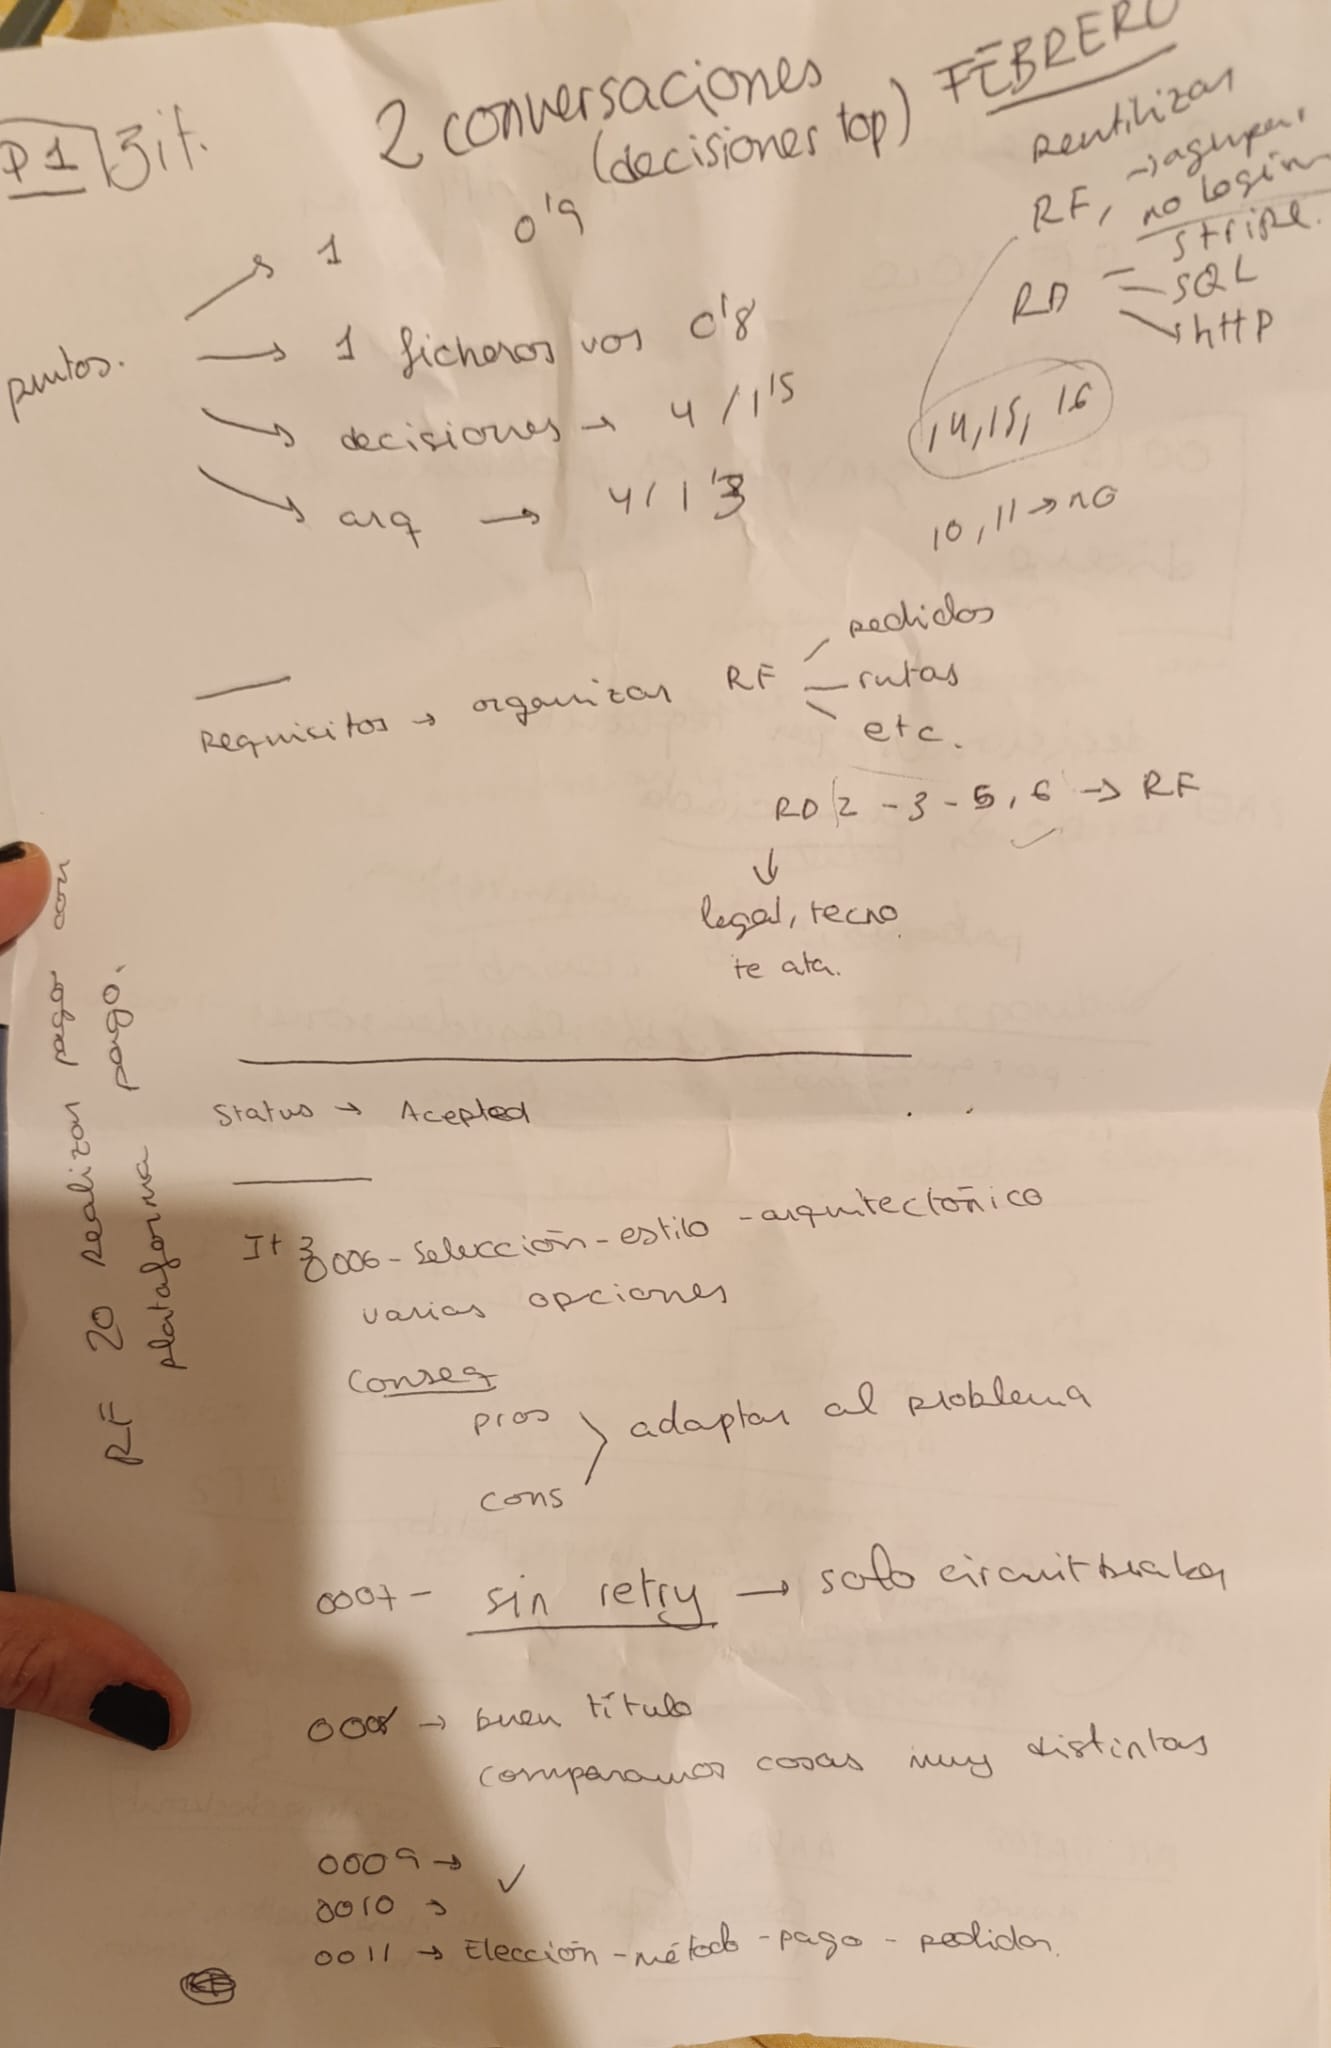 P1 3it.
2 conversaciones
(decisiones top)
FEBRERO
reutilizar
RF, → agrupar,
no login
stripe.
RD = SQL
→ http
14, 15, 16
10, 11 → no
puntos.
→ 1 0'9
→ 1 ficheros vos 0'8
→ decisiones → 4 / 1'5
→ arq → 4 / 1'3
Requisitos → organizar RF
pedidos
rutas
etc.
RD 2 - 3 - 5, 6 → RF
↓
legal, tecno.
te ata.
RF 20 Realizar pagos con
plataforma pago.
Status → Acepted
It 3
0006 - Selección - estilo - arquitectónico
varias opciones
Conseq
pros
cons
adaptar al problema
0007 - sin retry → solo circuit breaker
0008 → buen título
comparamos cosas muy distintas
0009 → ✓
0010 →
0011 → Elección - método - pago - pedidos.